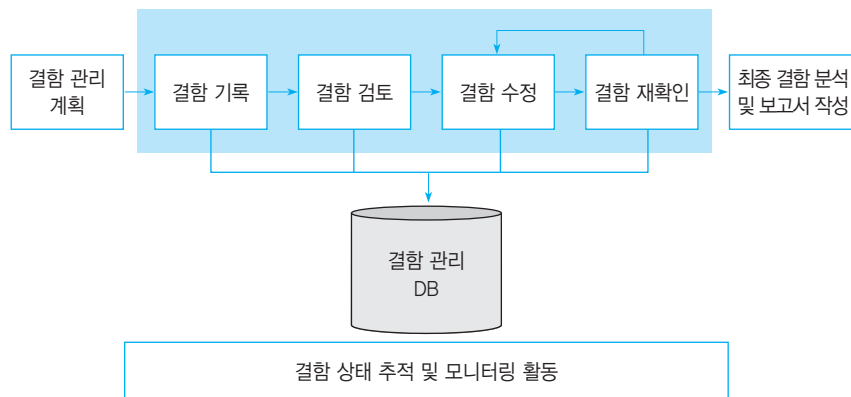 결함 관리
계획
결함 기록
결함 검토
결함 수정
결함 재확인
최종 결함 분석
및 보고서 작성
결함 관리
DB
결함 상태 추적 및 모니터링 활동